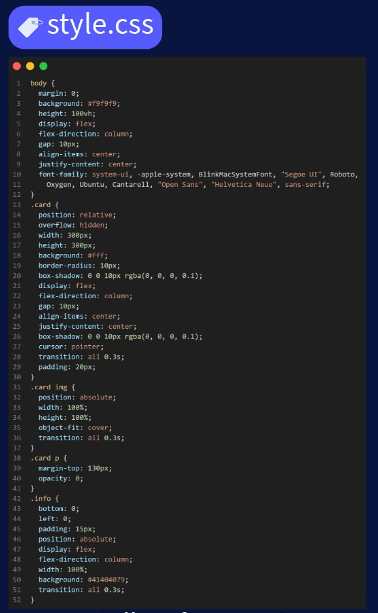 style.css
1 body {
2 margin: 0;
3 background: #f9f9f9;
4 height: 100vh;
5 display: flex;
6 flex-direction: column;
7 gap: 10px;
8 align-items: center;
9 justify-content: center;
10 font-family: system-ui, -apple-system, BlinkMacSystemFont, "Segoe UI", Roboto,
11 Oxygen, Ubuntu, Cantarell, "Open Sans", "Helvetica Neue", sans-serif;
12 }
13 .card {
14 position: relative;
15 overflow: hidden;
16 width: 300px;
17 height: 300px;
18 background: #fff;
19 border-radius: 10px;
20 box-shadow: 0 0 10px rgba(0, 0, 0, 0.1);
21 display: flex;
22 flex-direction: column;
23 gap: 10px;
24 align-items: center;
25 justify-content: center;
26 box-shadow: 0 0 10px rgba(0, 0, 0, 0.1);
27 cursor: pointer;
28 transition: all 0.3s;
29 padding: 20px;
30 }
31 .card img {
32 position: absolute;
33 width: 100%;
34 height: 100%;
35 object-fit: cover;
36 transition: all 0.3s;
37 }
38 .card p {
39 margin-top: 130px;
40 opacity: 0;
41 }
42 .info {
43 bottom: 0;
44 left: 0;
45 padding: 15px;
46 position: absolute;
47 display: flex;
48 flex-direction: column;
49 width: 100%;
50 background: #41404079;
51 transition: all 0.3s;
52 }